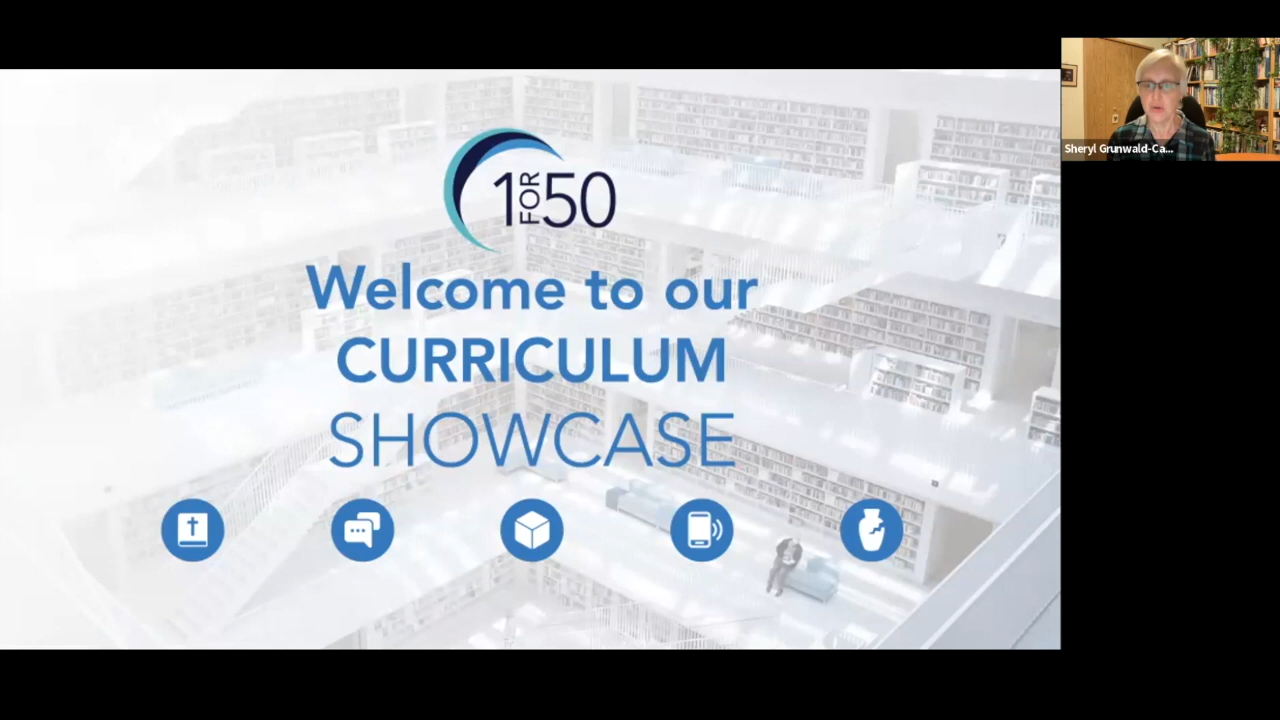 1 FOR 50
Welcome to our
CURRICULUM
SHOWCASE
Sheryl Grunwald-Ca...